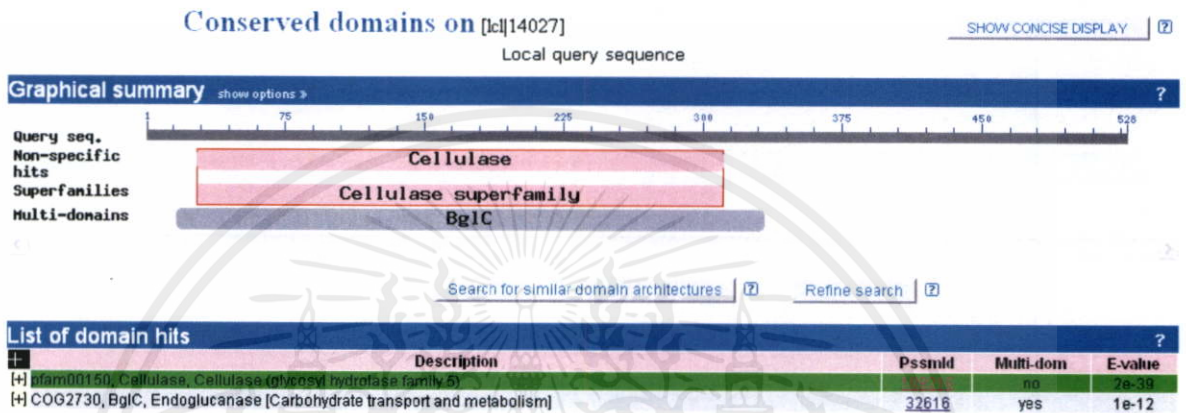 Conserved domains on [lcl|14027]
SHOW CONCISE DISPLAY ?
Local query sequence
Graphical summary show options » ?
1 75 150 225 300 375 450 528
Query seq.
Non-specific hits
Cellulase
Superfamilies
Cellulase superfamily
Multi-domains
BglC
Search for similar domain architectures ? Refine search ?
List of domain hits ?
+ Description PssmId Multi-dom E-value
[+] pfam00150, Cellulase, Cellulase (glycosyl hydrolase family 5) no 2e-39
[+] COG2730, BglC, Endoglucanase [Carbohydrate transport and metabolism] 32616 yes 1e-12